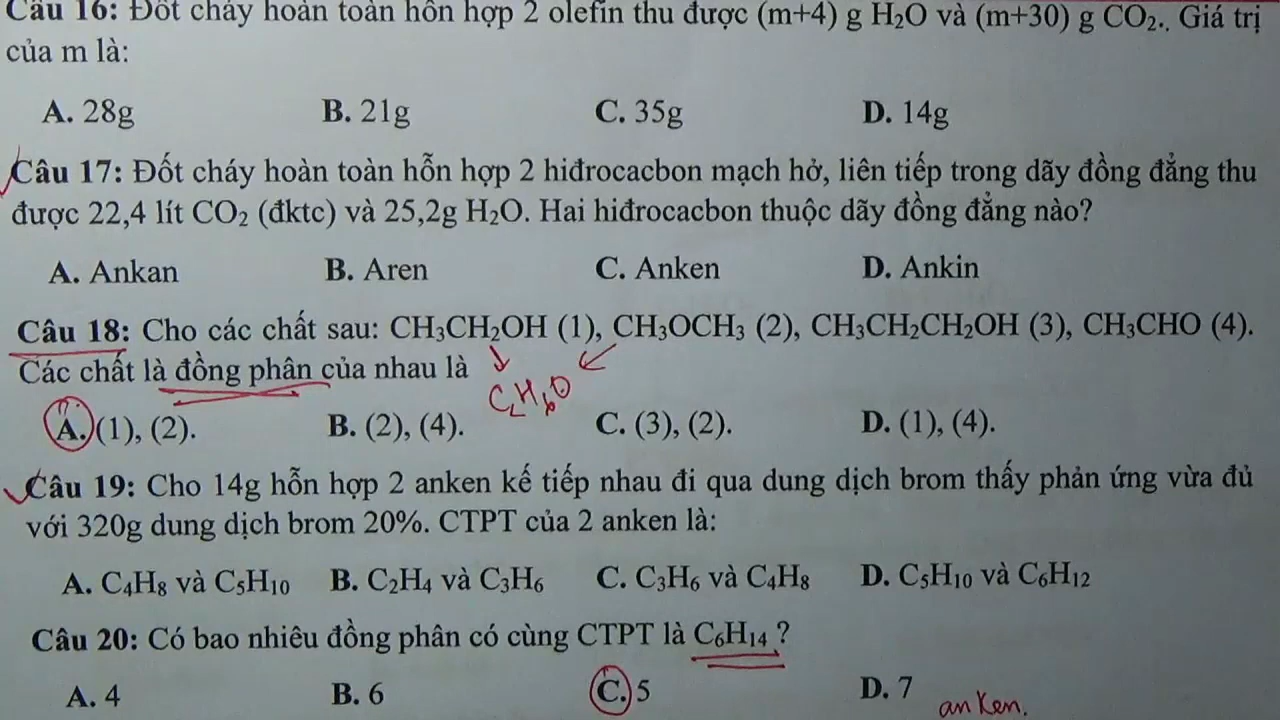 Câu 16: Đốt cháy hoàn toàn hỗn hợp 2 olefin thu được (m+4) g H₂O và (m+30) g CO₂.. Giá trị
của m là:
A. 28g B. 21g C. 35g D. 14g
Câu 17: Đốt cháy hoàn toàn hỗn hợp 2 hiđrocacbon mạch hở, liên tiếp trong dãy đồng đẳng thu
được 22,4 lít CO₂ (đktc) và 25,2g H₂O. Hai hiđrocacbon thuộc dãy đồng đẳng nào?
A. Ankan B. Aren C. Anken D. Ankin
Câu 18: Cho các chất sau: CH₃CH₂OH (1), CH₃OCH₃ (2), CH₃CH₂CH₂OH (3), CH₃CHO (4).
Các chất là đồng phân của nhau là
C₂H₆O
A. (1), (2). B. (2), (4). C. (3), (2). D. (1), (4).
Câu 19: Cho 14g hỗn hợp 2 anken kế tiếp nhau đi qua dung dịch brom thấy phản ứng vừa đủ
với 320g dung dịch brom 20%. CTPT của 2 anken là:
A. C₄H₈ và C₅H₁₀ B. C₂H₄ và C₃H₆ C. C₃H₆ và C₄H₈ D. C₅H₁₀ và C₆H₁₂
Câu 20: Có bao nhiêu đồng phân có cùng CTPT là C₆H₁₄ ?
A. 4 B. 6 C. 5 D. 7
anken.